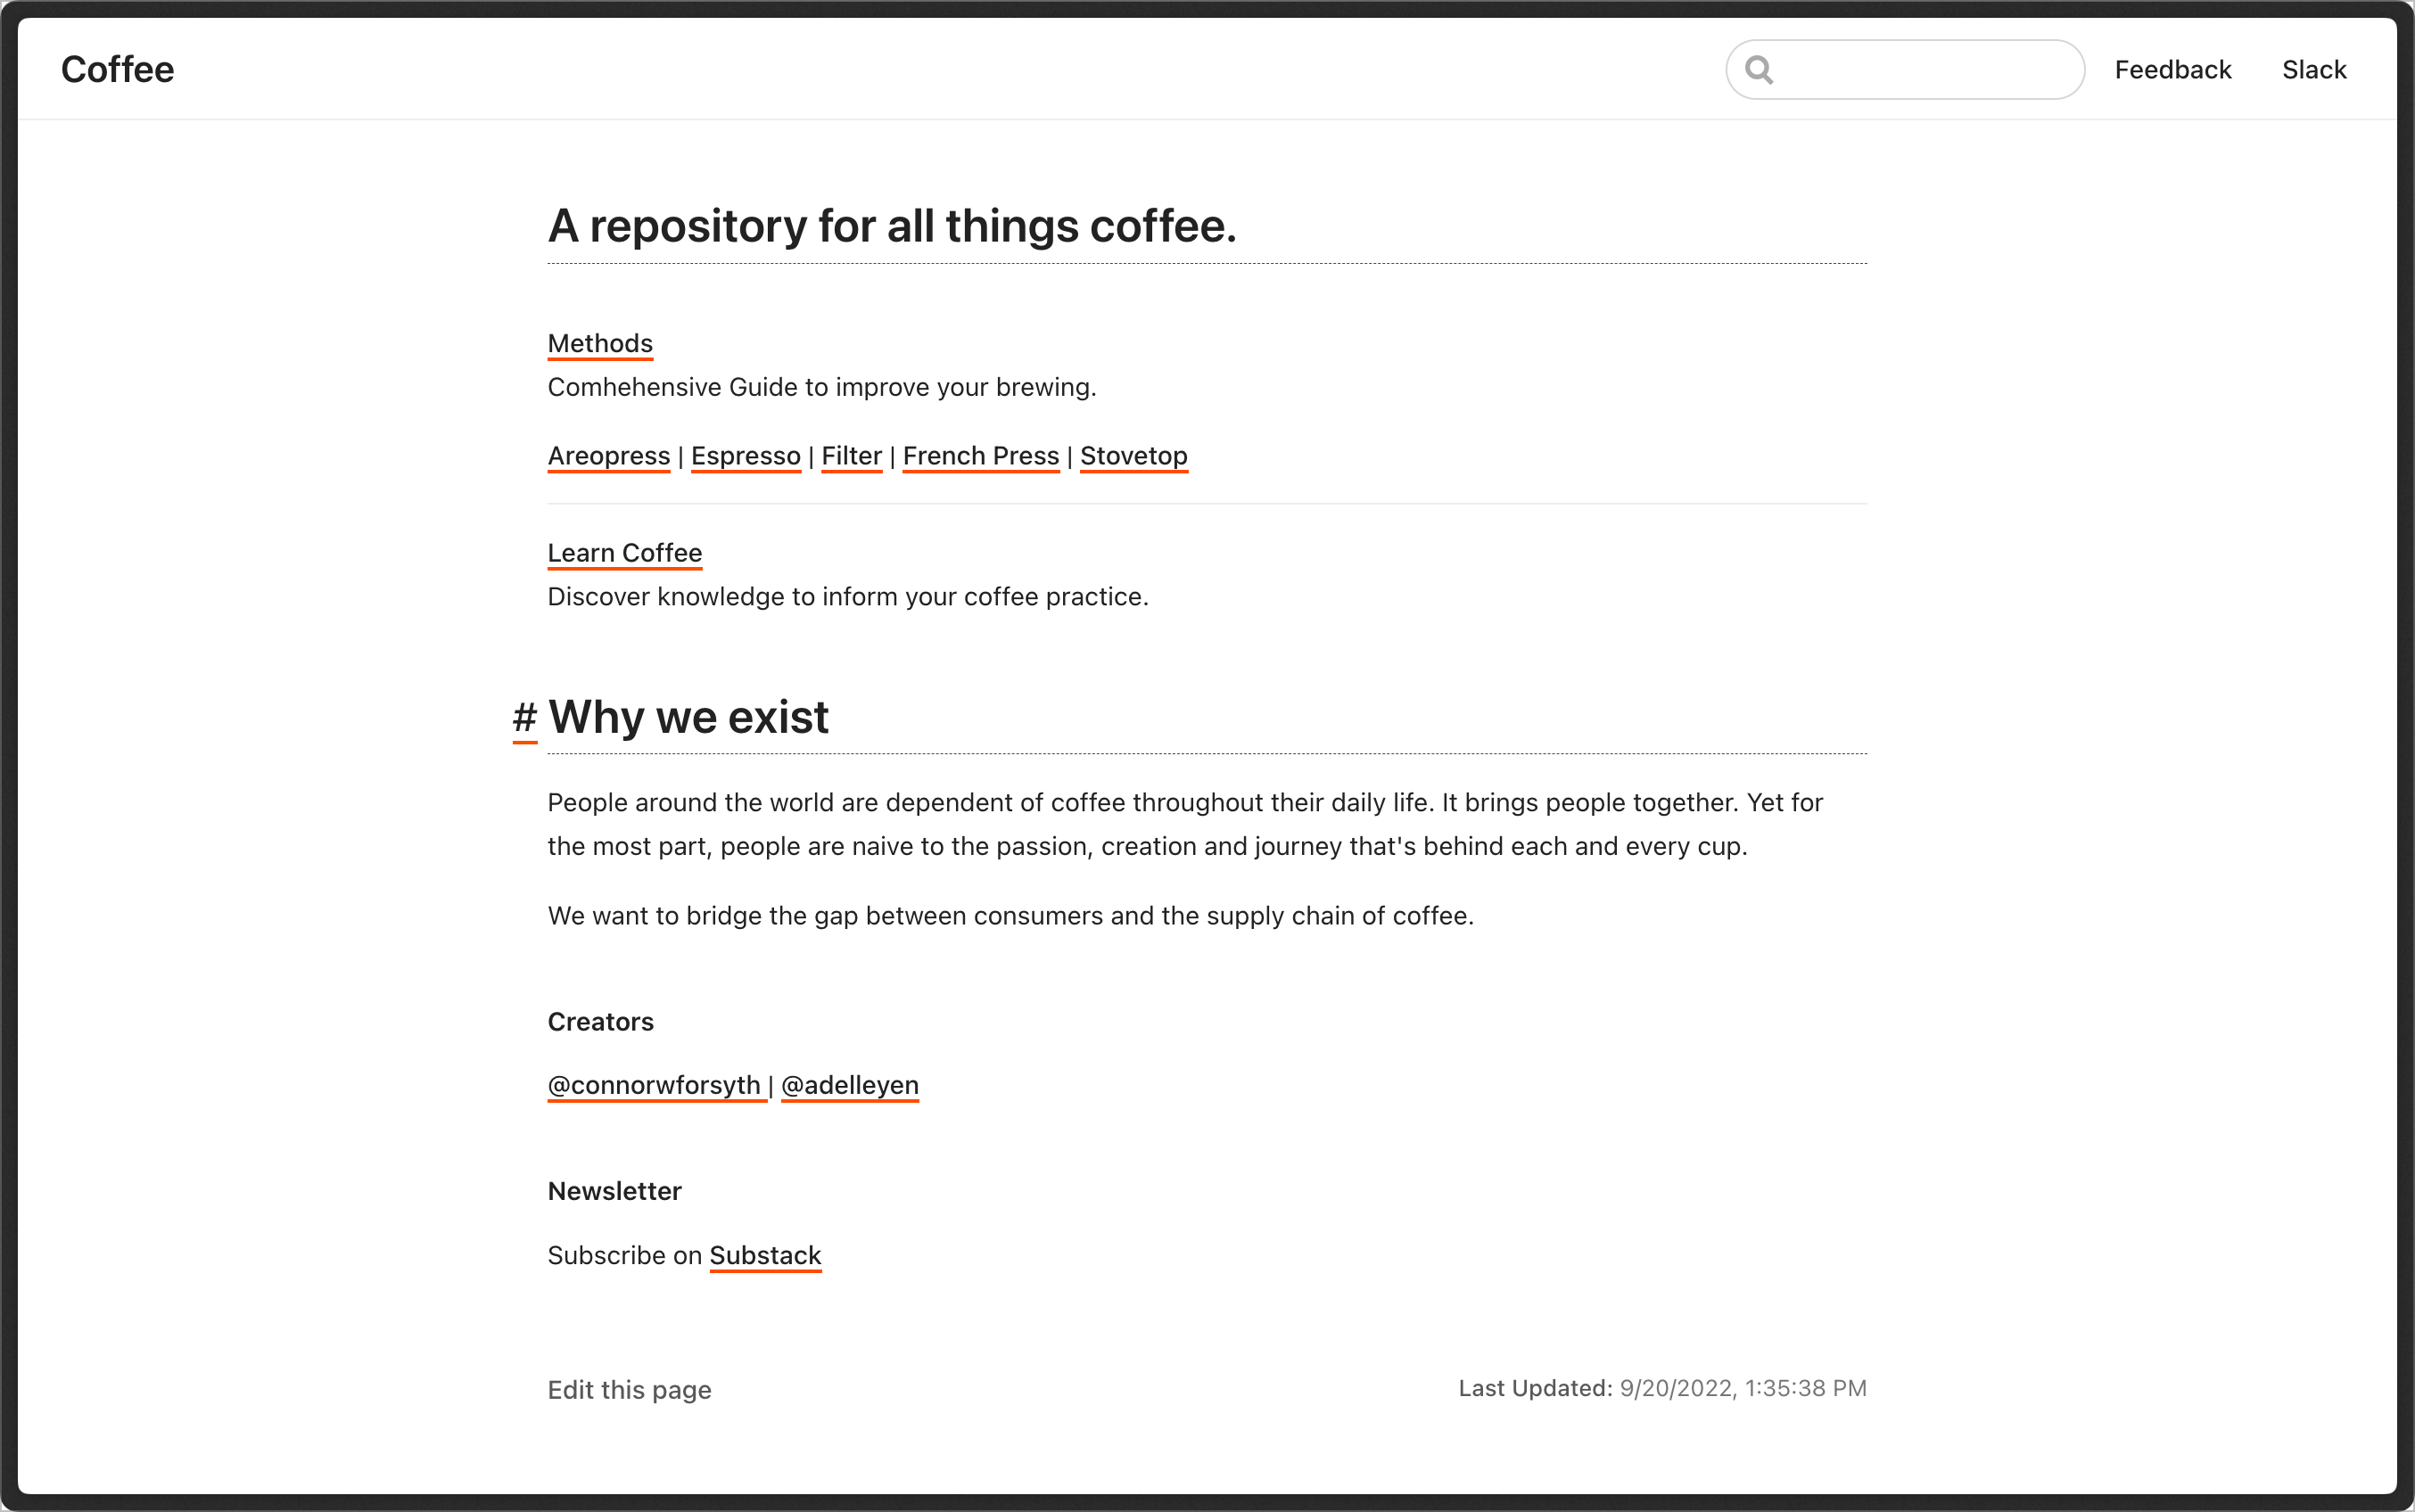 Coffee
Feedback
Slack
A repository for all things coffee.
Methods
Comhehensive Guide to improve your brewing.
Areopress | Espresso | Filter | French Press | Stovetop
Learn Coffee
Discover knowledge to inform your coffee practice.
# Why we exist
People around the world are dependent of coffee throughout their daily life. It brings people together. Yet for
the most part, people are naive to the passion, creation and journey that's behind each and every cup.
We want to bridge the gap between consumers and the supply chain of coffee.
Creators
@connorwforsyth | @adelleyen
Newsletter
Subscribe on Substack
Edit this page
Last Updated: 9/20/2022, 1:35:38 PM